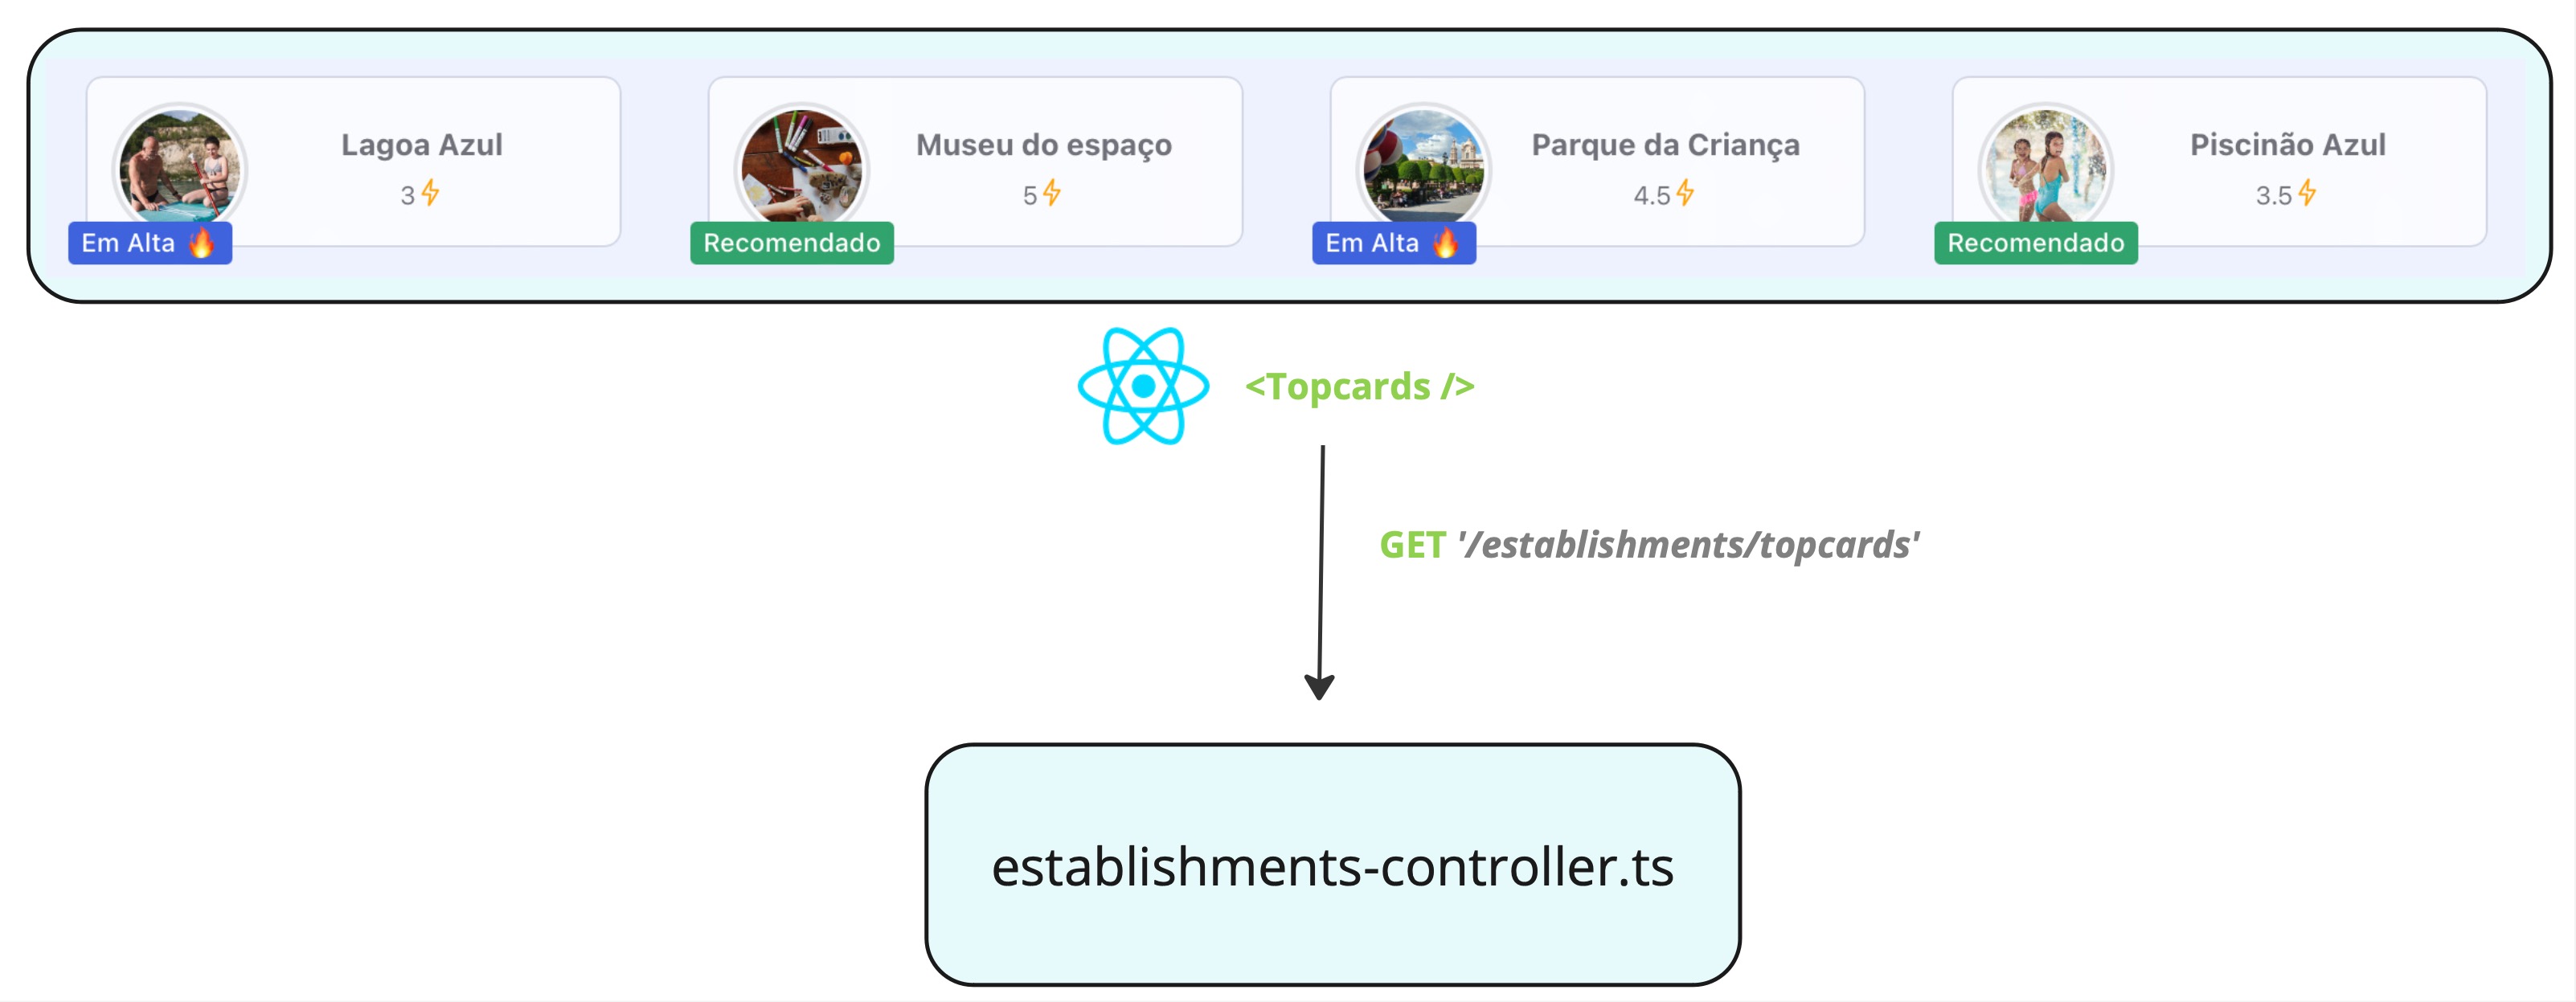 Lagoa Azul
3
Em Alta 🔥
Museu do espaço
5
Recomendado
Parque da Criança
4.5
Em Alta 🔥
Piscinão Azul
3.5
Recomendado
<Topcards />
GET '/establishments/topcards'
establishments-controller.ts